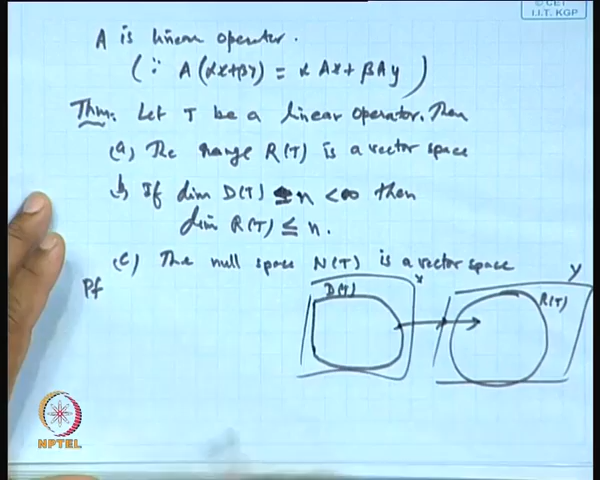 © CET
I.I.T. KGP
A is linear operator.
(∵ A(αx+βy) = α Ax + βAy)
Thm. Let T be a linear operator. Then
(a) The range R(T) is a vector space
b) If dim D(T) = n < ∞ then
dim R(T) ≤ n.
(c) The null space N(T) is a vector space
Pf
D(T)
X
Y
R(T)
NPTEL